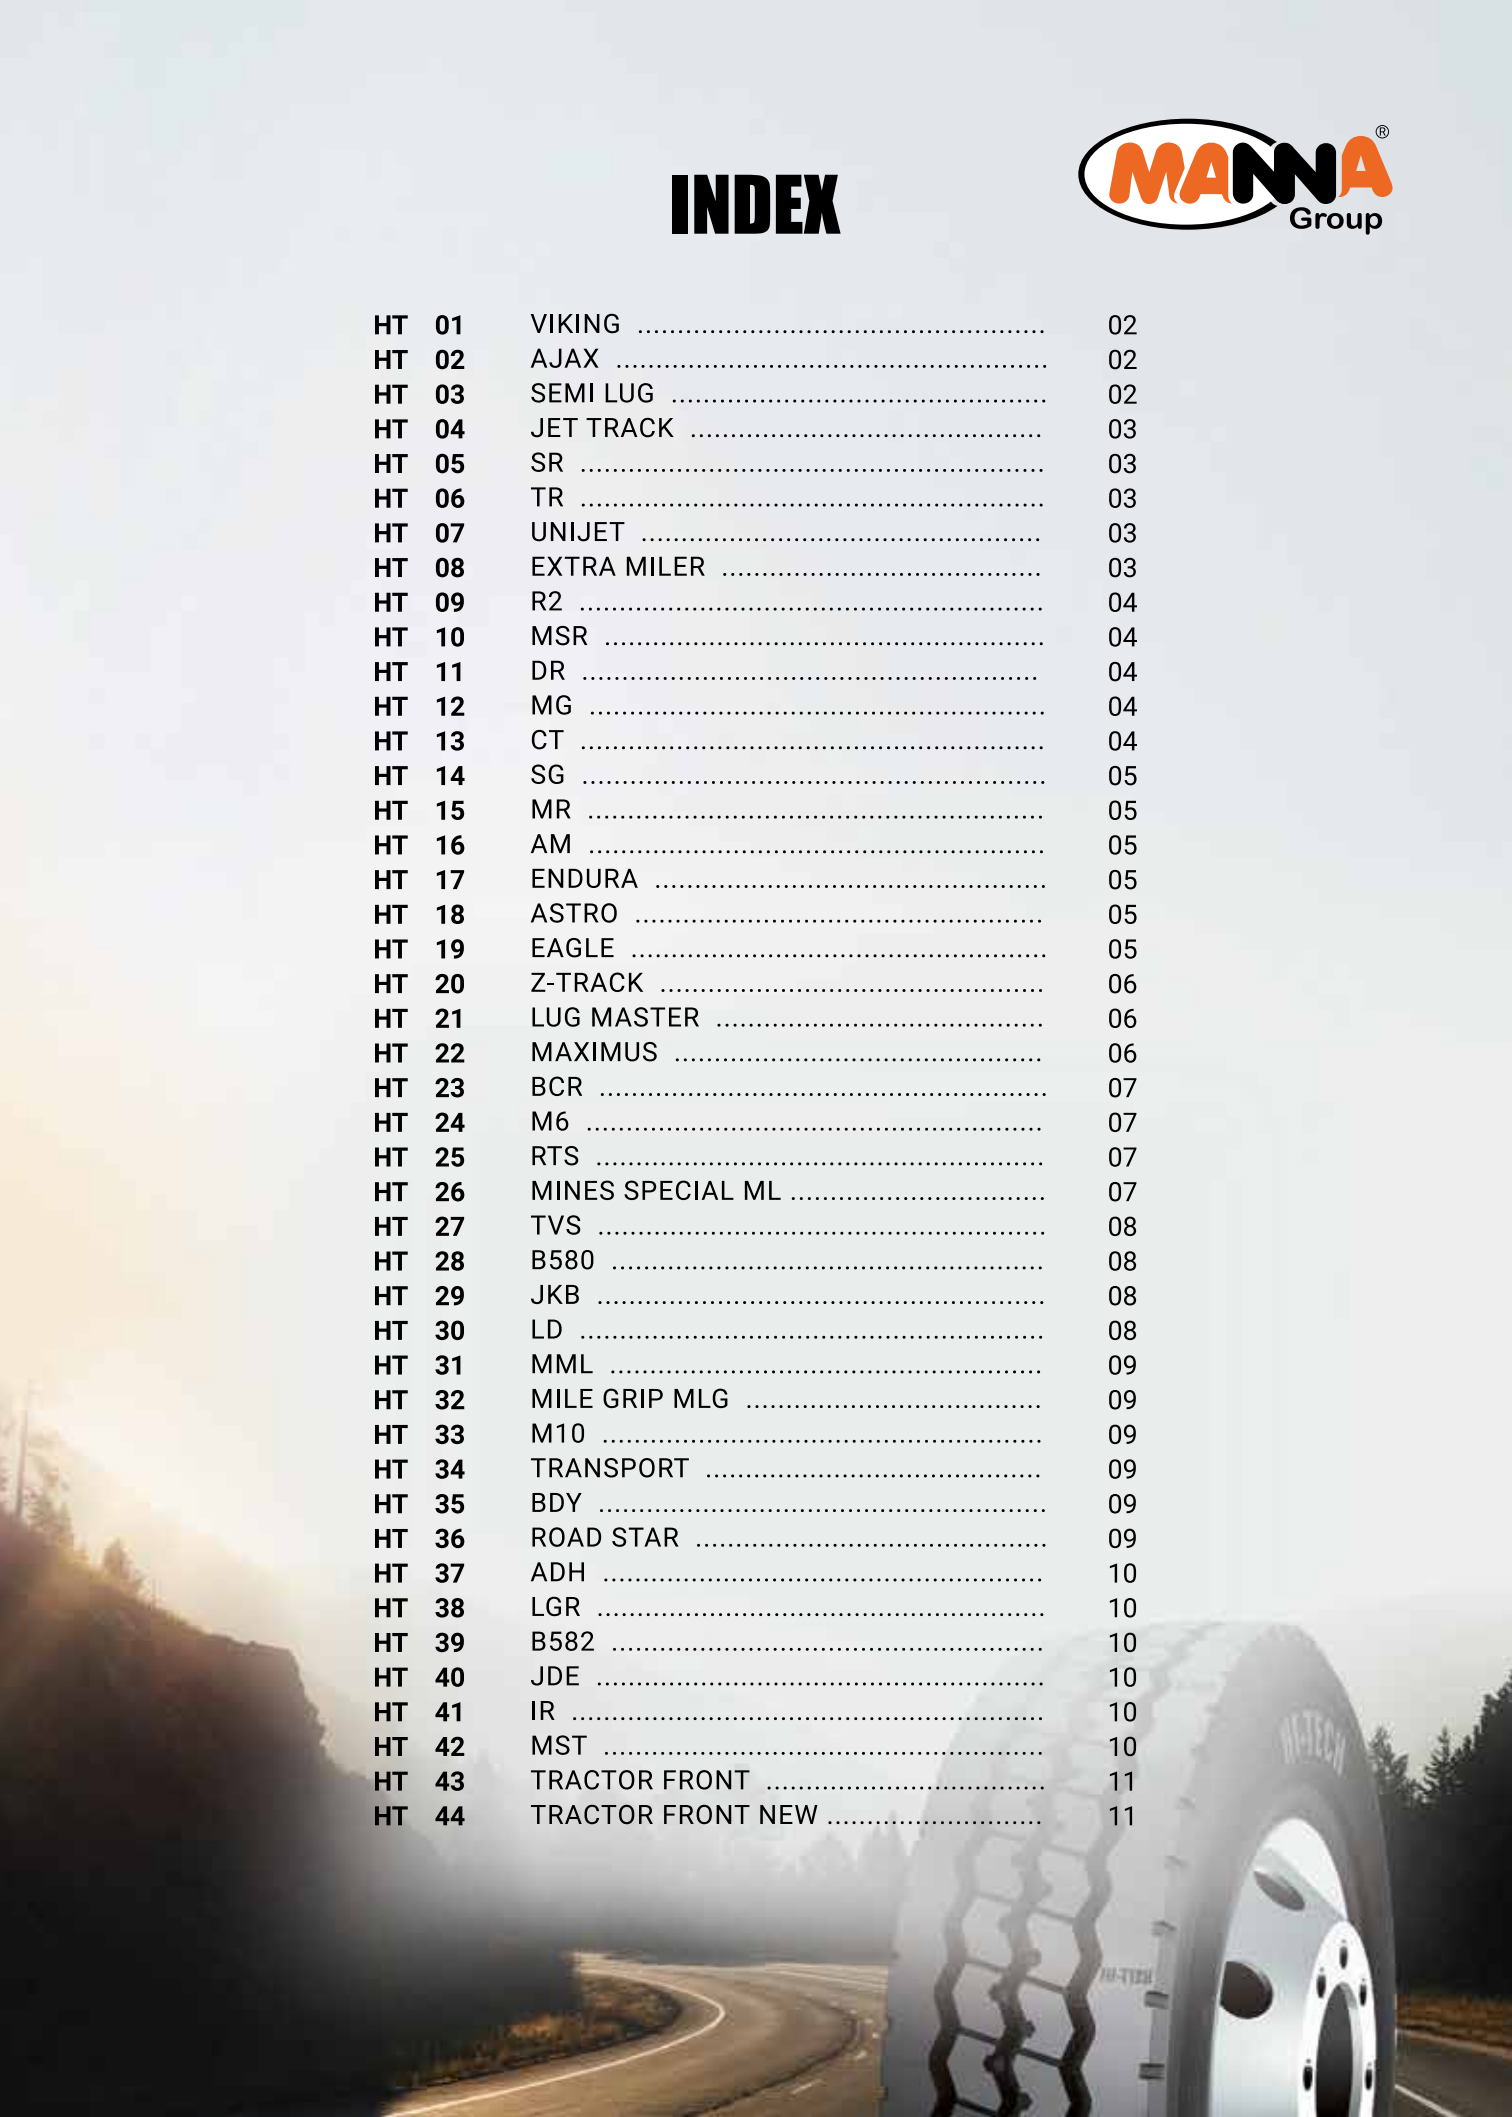 INDEX
MANNA®
Group
HT 01 VIKING ................................................... 02
HT 02 AJAX ...................................................... 02
HT 03 SEMI LUG ............................................... 02
HT 04 JET TRACK ............................................ 03
HT 05 SR .......................................................... 03
HT 06 TR .......................................................... 03
HT 07 UNIJET .................................................. 03
HT 08 EXTRA MILER ........................................ 03
HT 09 R2 .......................................................... 04
HT 10 MSR ....................................................... 04
HT 11 DR ......................................................... 04
HT 12 MG ......................................................... 04
HT 13 CT .......................................................... 04
HT 14 SG .......................................................... 05
HT 15 MR ......................................................... 05
HT 16 AM ......................................................... 05
HT 17 ENDURA ................................................. 05
HT 18 ASTRO ................................................... 05
HT 19 EAGLE .................................................... 05
HT 20 Z-TRACK ................................................ 06
HT 21 LUG MASTER ......................................... 06
HT 22 MAXIMUS .............................................. 06
HT 23 BCR ........................................................ 07
HT 24 M6 ......................................................... 07
HT 25 RTS ........................................................ 07
HT 26 MINES SPECIAL ML ................................ 07
HT 27 TVS ........................................................ 08
HT 28 B580 ...................................................... 08
HT 29 JKB ........................................................ 08
HT 30 LD .......................................................... 08
HT 31 MML ...................................................... 09
HT 32 MILE GRIP MLG ..................................... 09
HT 33 M10 ....................................................... 09
HT 34 TRANSPORT .......................................... 09
HT 35 BDY ........................................................ 09
HT 36 ROAD STAR ............................................ 09
HT 37 ADH ....................................................... 10
HT 38 LGR ........................................................ 10
HT 39 B582 ...................................................... 10
HT 40 JDE ........................................................ 10
HT 41 IR ........................................................... 10
HT 42 MST ....................................................... 10
HT 43 TRACTOR FRONT ................................... 11
HT 44 TRACTOR FRONT NEW ........................... 11
HI-TECH
HI-TECH